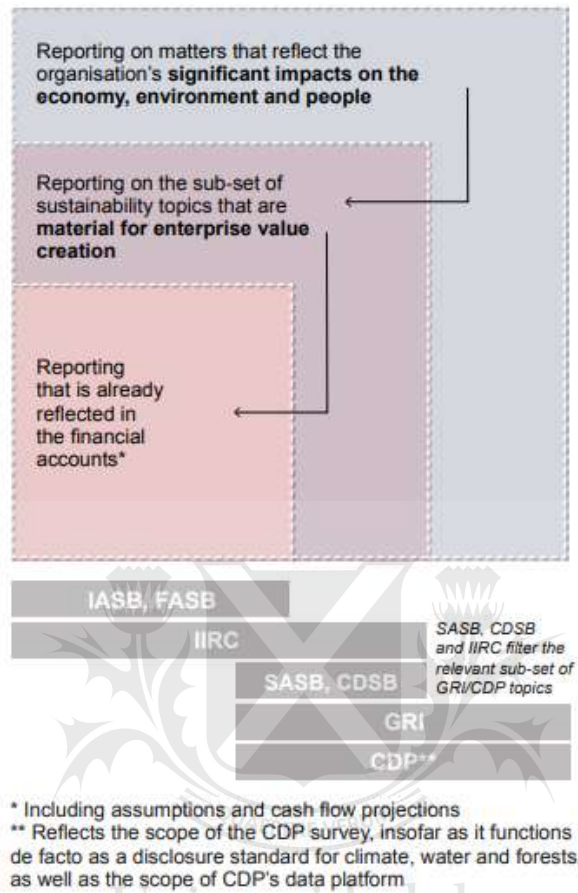 Reporting on matters that reflect the
organisation's significant impacts on the
economy, environment and people
Reporting on the sub-set of
sustainability topics that are
material for enterprise value
creation
Reporting
that is already
reflected in
the financial
accounts*
IASB, FASB
IIRC
SASB, CDSB
and IIRC filter the
relevant sub-set of
GRI/CDP topics
SASB, CDSB
GRI
CDP**
* Including assumptions and cash flow projections
** Reflects the scope of the CDP survey, insofar as it functions
de facto as a disclosure standard for climate, water and forests
as well as the scope of CDP's data platform